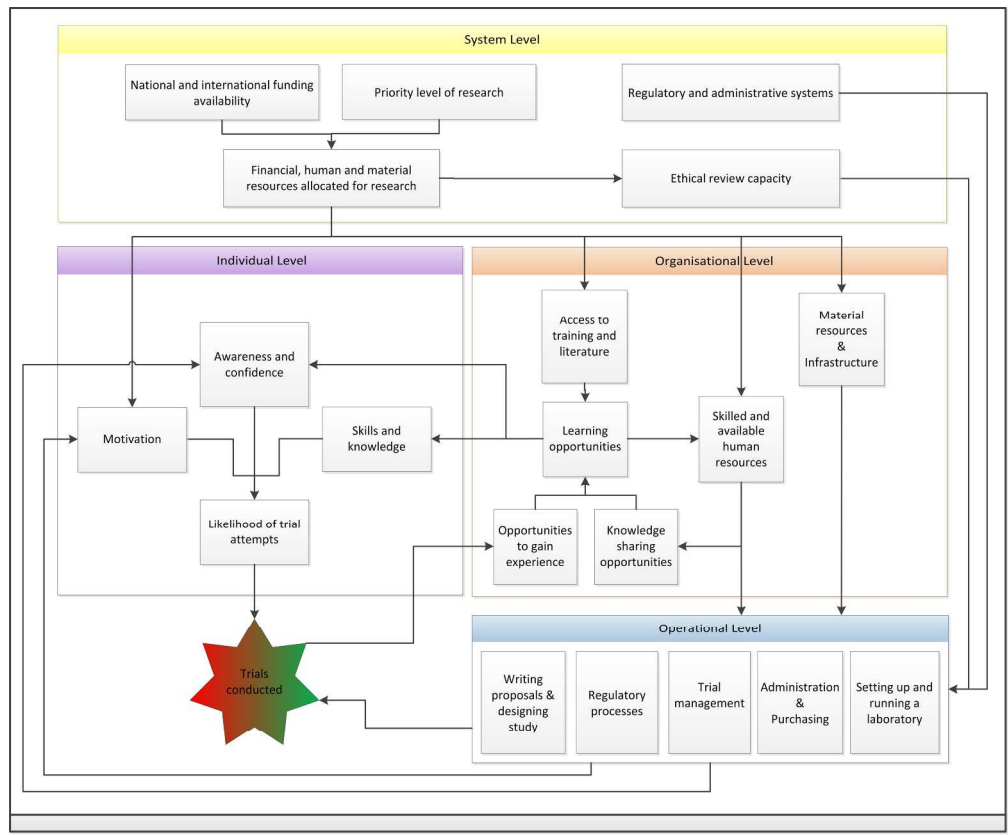 System Level
National and international funding
availability
Priority level of research
Regulatory and administrative systems
Financial, human and material
resources allocated for research
Ethical review capacity
Individual Level
Organisational Level
Access to
training and
literature
Material
resources
&
Infrastructure
Awareness and
confidence
Motivation
Skills and
knowledge
Learning
opportunities
Skilled and
available
human
resources
Likelihood of trial
attempts
Opportunities
to gain
experience
Knowledge
sharing
opportunities
Trials
conducted
Operational Level
Writing
proposals &
designing
study
Regulatory
processes
Trial
management
Administration
&
Purchasing
Setting up and
running a
laboratory